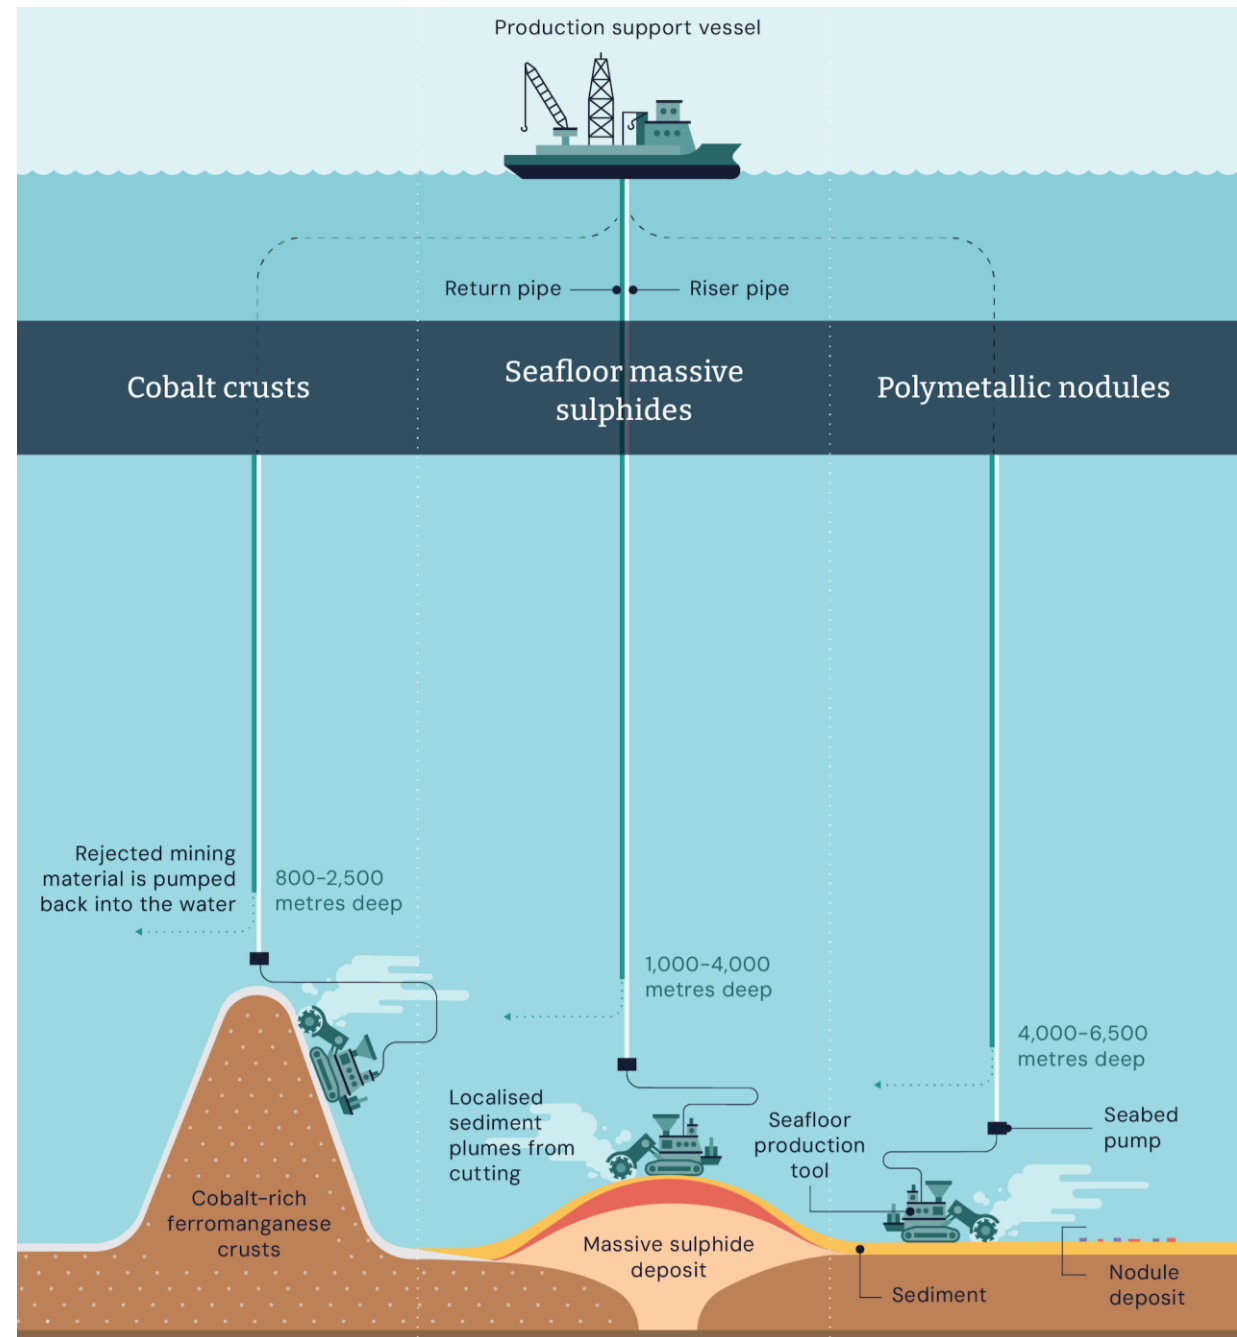 Production support vessel
Return pipe
Riser pipe
Cobalt crusts
Seafloor massive
sulphides
Polymetallic nodules
Rejected mining
material is pumped
back into the water
800–2,500
metres deep
1,000–4,000
metres deep
4,000–6,500
metres deep
Localised
sediment
plumes from
cutting
Seafloor
production
tool
Seabed
pump
Cobalt-rich
ferromanganese
crusts
Massive sulphide
deposit
Sediment
Nodule
deposit